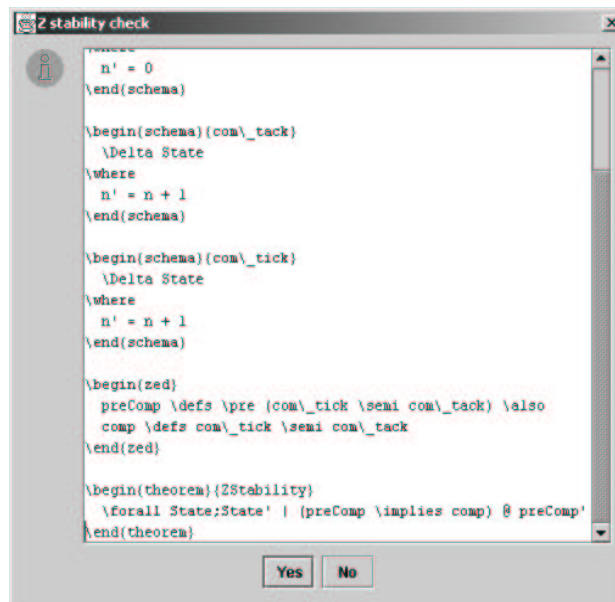 Z stability check
\where
n' = 0
\end{schema}
\begin{schema}{com\_tack}
\Delta State
\where
n' = n + 1
\end{schema}
\begin{schema}{com\_tick}
\Delta State
\where
n' = n + 1
\end{schema}
\begin{zed}
preComp \defs \pre (com\_tick \semi com\_tack) \also
comp \defs com\_tick \semi com\_tack
\end{zed}
\begin{theorem}{ZStability}
\forall State;State' | (preComp \implies comp) @ preComp'
\end{theorem}
Yes No